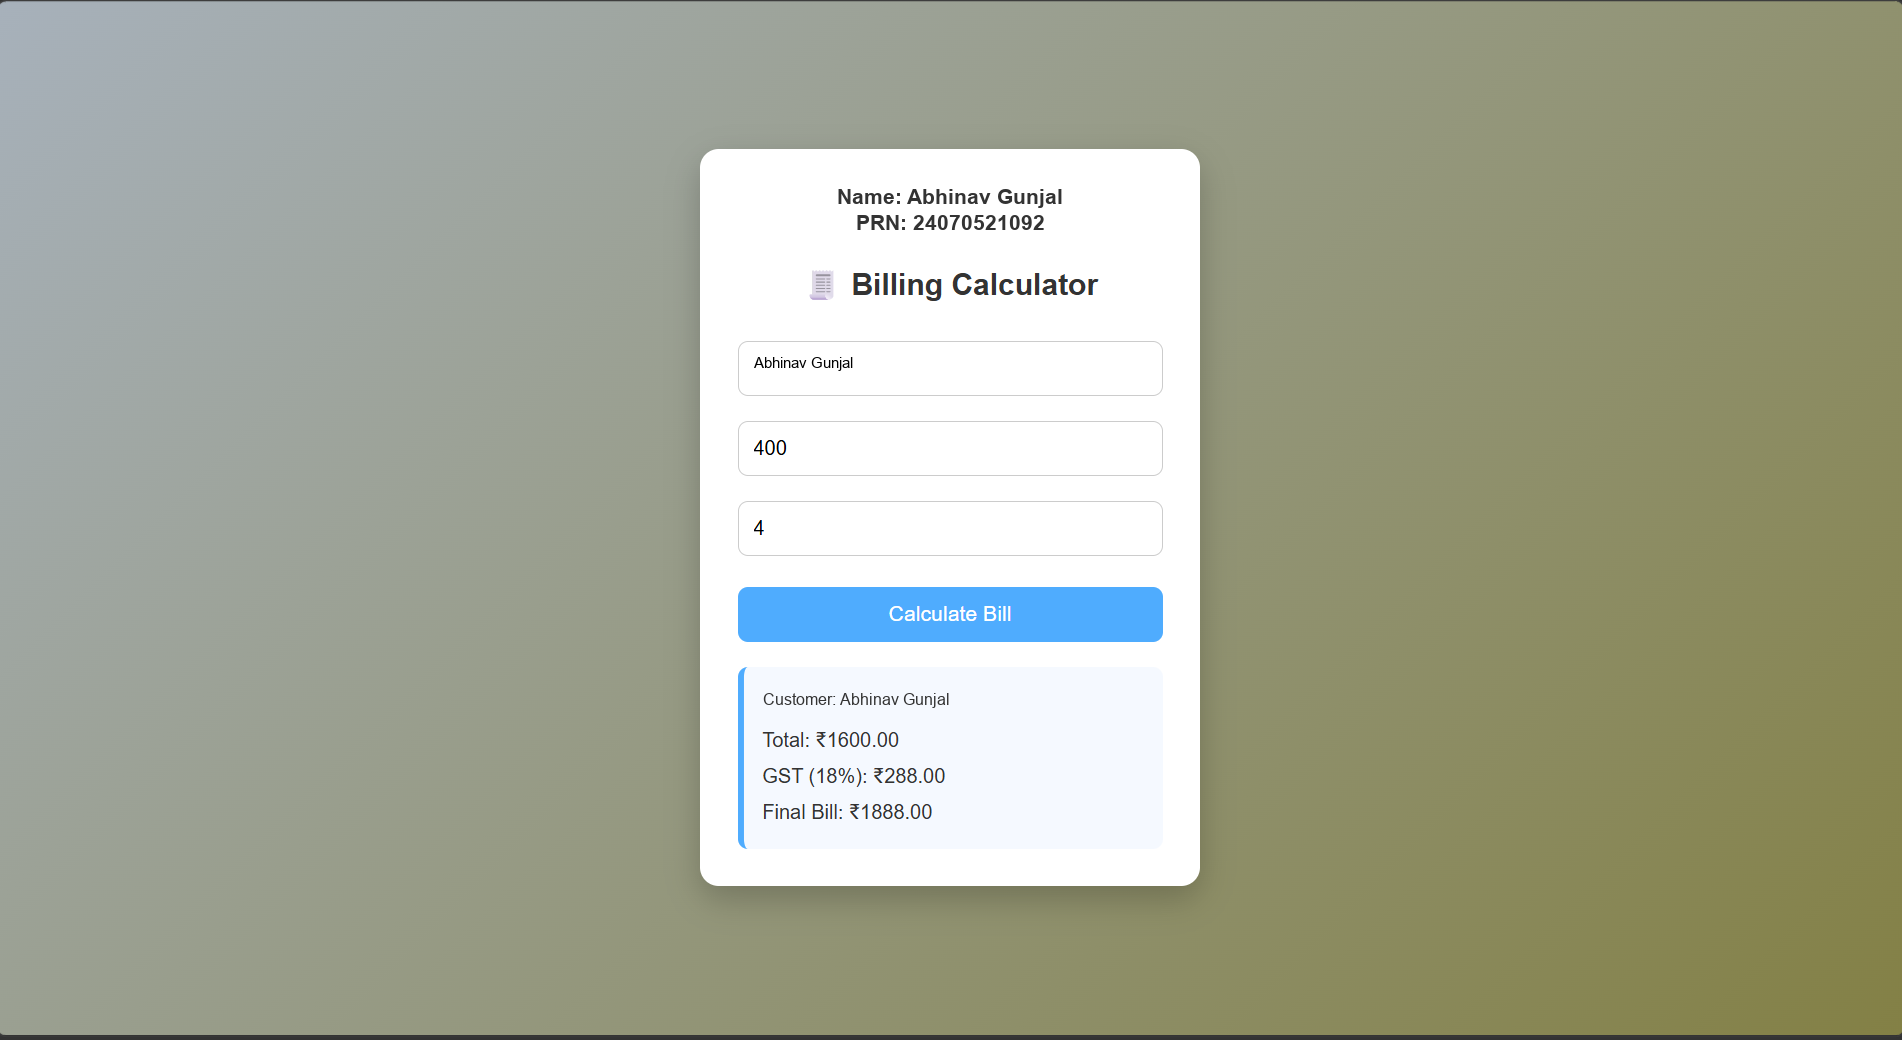 Name: Abhinav Gunjal
PRN: 24070521092
Billing Calculator
Abhinav Gunjal
400
4
Calculate Bill
Customer: Abhinav Gunjal
Total: ₹1600.00
GST (18%): ₹288.00
Final Bill: ₹1888.00